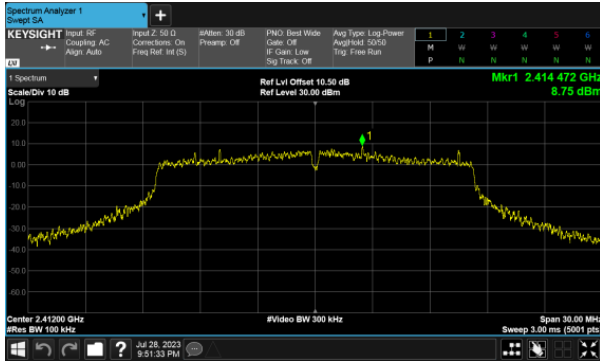 Spectrum Analyzer 1
Swept SA
+
KEYSIGHT
Input: RF
Coupling: AC
Align: Auto
Input Z: 50 Ω
Corrections: On
Freq Ref: Int (S)
#Atten: 30 dB
Preamp: Off
PNO: Best Wide
Gate: Off
IF Gain: Low
Sig Track: Off
Avg Type: Log-Power
Avg|Hold: 50/50
Trig: Free Run
1 2 3 4 5 6
M W W W W W
P N N N N N
LXI
1 Spectrum
Scale/Div 10 dB
Ref Lvl Offset 10.50 dB
Ref Level 30.00 dBm
Mkr1 2.414 472 GHz
8.75 dBm
Log
20.0
10.0
0.00
-10.0
-20.0
-30.0
-40.0
-50.0
-60.0
1
Center 2.41200 GHz
#Res BW 100 kHz
#Video BW 300 kHz
Span 30.00 MHz
Sweep 3.00 ms (5001 pts)
?
Jul 28, 2023
9:51:33 PM